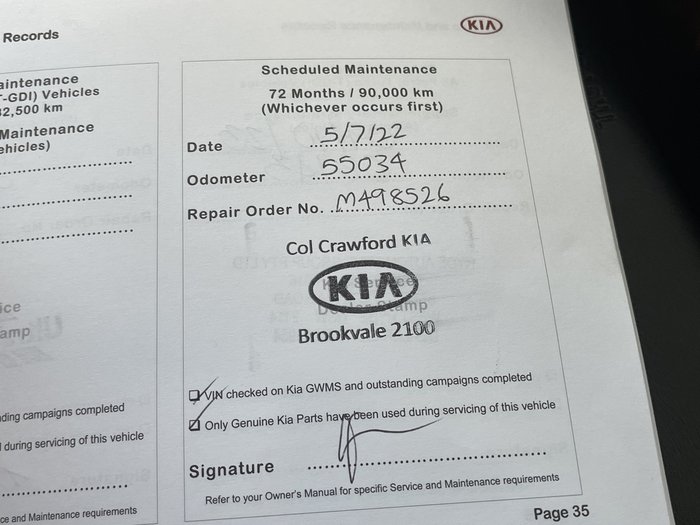 Records
KIA
aintenance
T-GDI) Vehicles
82,500 km
Maintenance
ehicles)
ice
amp
ding campaigns completed
during servicing of this vehicle
ce and Maintenance requirements
Scheduled Maintenance
72 Months / 90,000 km
(Whichever occurs first)
Date 5/7/22
Odometer 55034
Repair Order No. M498526
Col Crawford KIA
KIA
Dealer Stamp
Brookvale 2100
VIN checked on Kia GWMS and outstanding campaigns completed
Only Genuine Kia Parts have been used during servicing of this vehicle
Signature
Refer to your Owner's Manual for specific Service and Maintenance requirements
Page 35